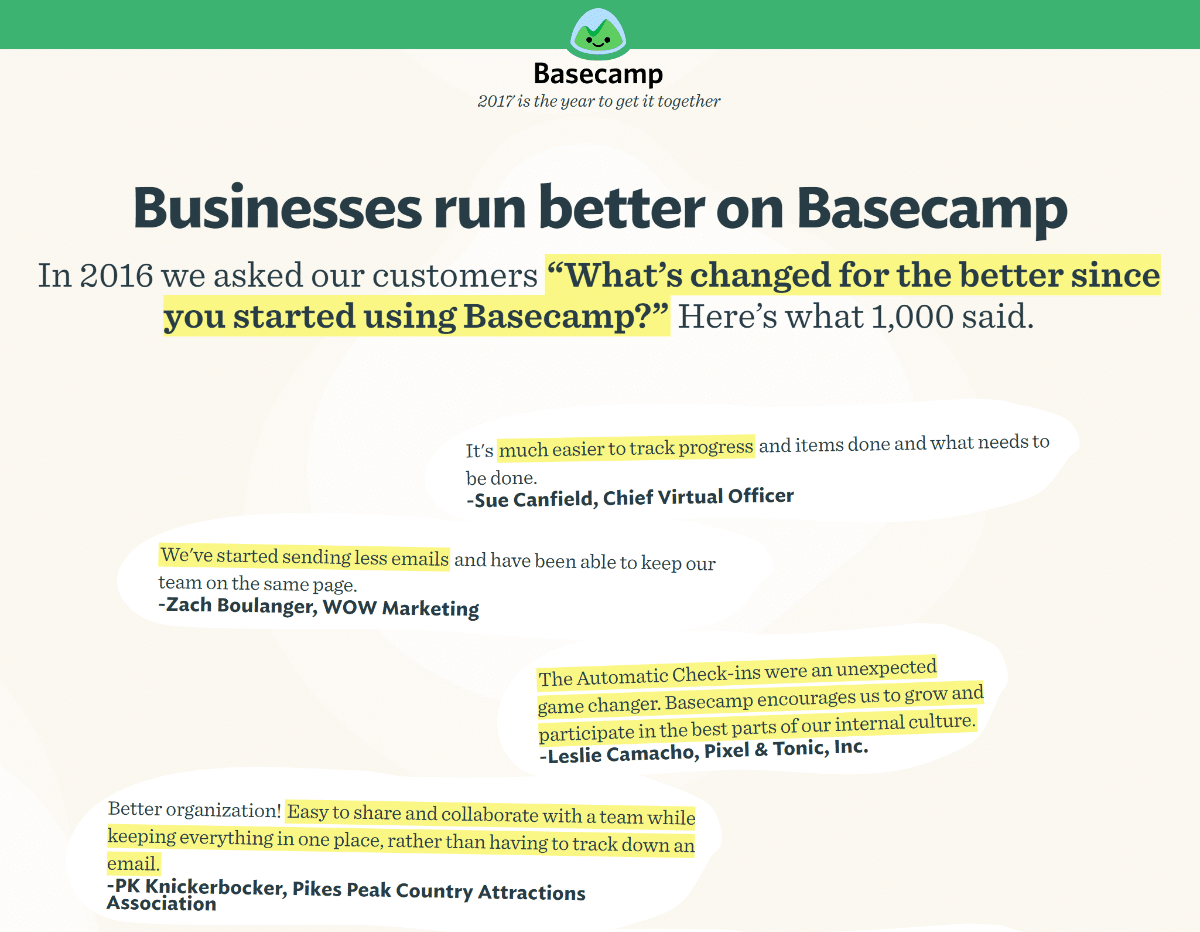 Basecamp
2017 is the year to get it together
Businesses run better on Basecamp
In 2016 we asked our customers “What’s changed for the better since
you started using Basecamp?” Here’s what 1,000 said.
It's much easier to track progress and items done and what needs to
be done.
-Sue Canfield, Chief Virtual Officer
We've started sending less emails and have been able to keep our
team on the same page.
-Zach Boulanger, WOW Marketing
The Automatic Check-ins were an unexpected
game changer. Basecamp encourages us to grow and
participate in the best parts of our internal culture.
-Leslie Camacho, Pixel & Tonic, Inc.
Better organization! Easy to share and collaborate with a team while
keeping everything in one place, rather than having to track down an
email.
-PK Knickerbocker, Pikes Peak Country Attractions
Association